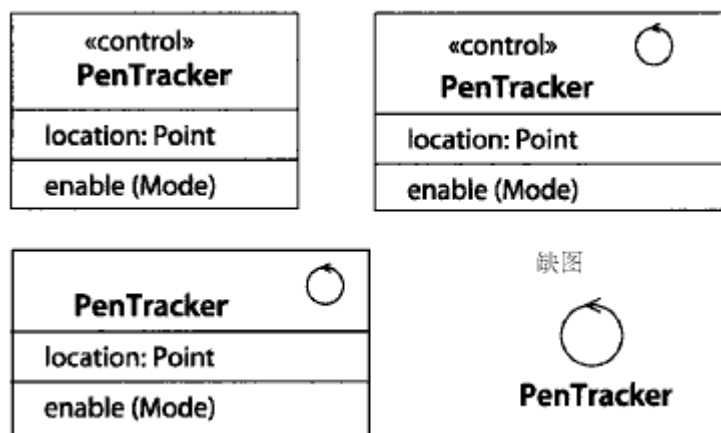 «control»
PenTracker
location: Point
enable (Mode)
«control»
PenTracker
location: Point
enable (Mode)
PenTracker
location: Point
enable (Mode)
缺图
PenTracker